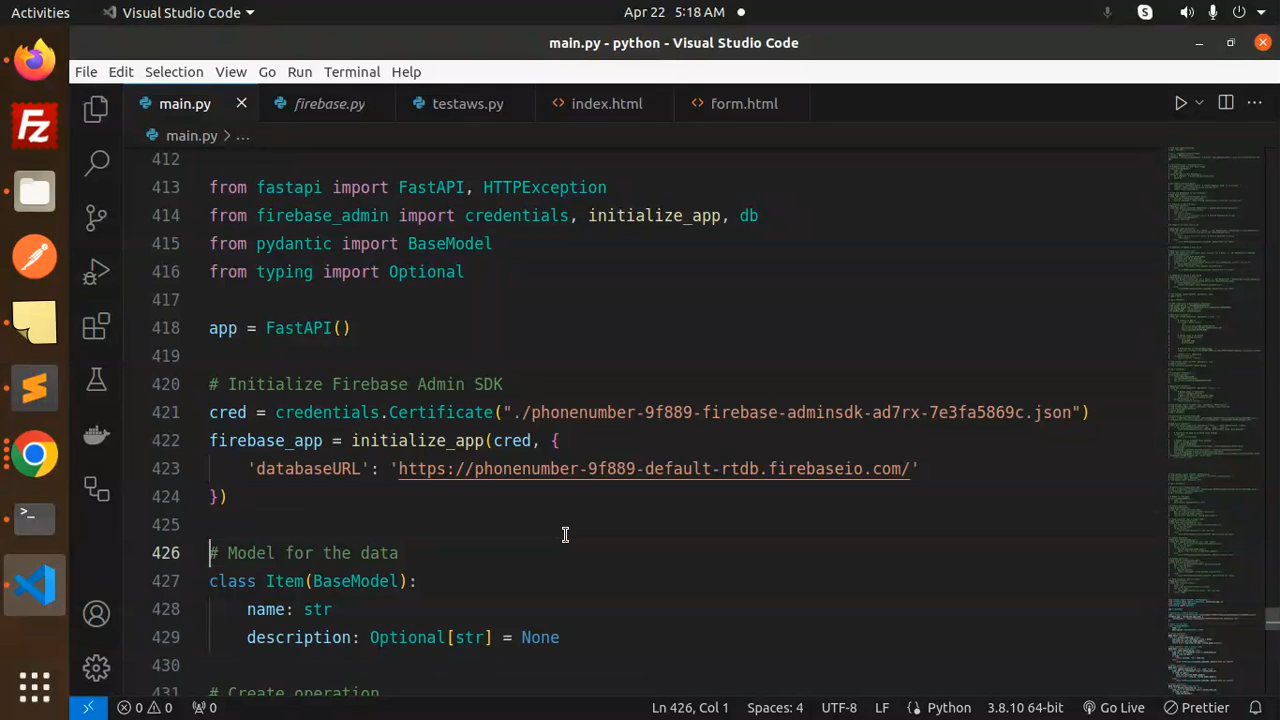 Activities
Visual Studio Code
Apr 22 5:18 AM
main.py - python - Visual Studio Code
File Edit Selection View Go Run Terminal Help
main.py
firebase.py
testaws.py
index.html
form.html
main.py > ...
412
413 from fastapi import FastAPI, HTTPException
414 from firebase_admin import credentials, initialize_app, db
415 from pydantic import BaseModel
416 from typing import Optional
417
418 app = FastAPI()
419
420 # Initialize Firebase Admin SDK
421 cred = credentials.Certificate("./phonenumber-9f889-firebase-adminsdk-ad7rx-7e3fa5869c.json")
422 firebase_app = initialize_app(cred, {
423 'databaseURL': 'https://phonenumber-9f889-default-rtdb.firebaseio.com/'
424 })
425
426 # Model for the data
427 class Item(BaseModel):
428 name: str
429 description: Optional[str] = None
430
431 # Create operation
0 0 0 Ln 426, Col 1 Spaces: 4 UTF-8 LF Python 3.8.10 64-bit Go Live Prettier